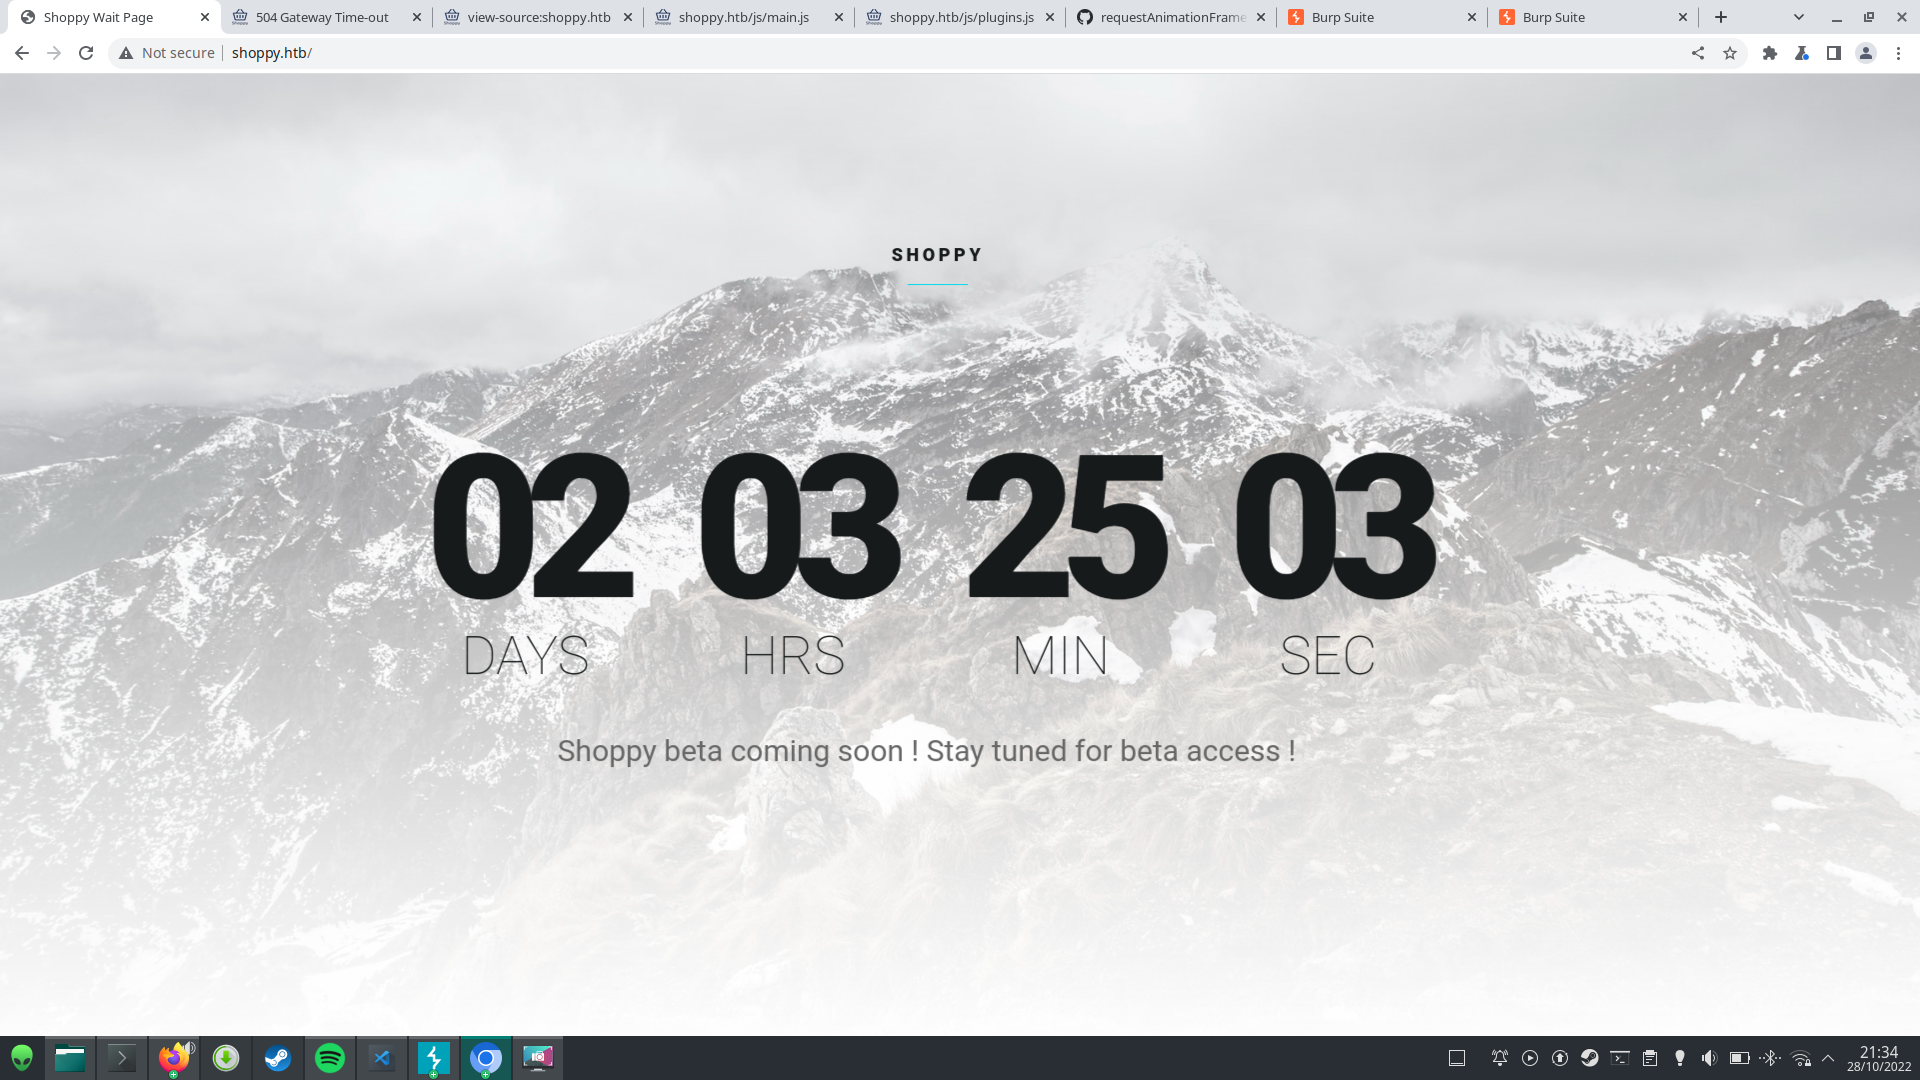 Shoppy Wait Page
504 Gateway Time-out
view-source:shoppy.htb
shoppy.htb/js/main.js
shoppy.htb/js/plugins.js
requestAnimationFrame
Burp Suite
Burp Suite
Not secure
shoppy.htb/
SHOPPY
02 03 25 03
DAYS HRS MIN SEC
Shoppy beta coming soon ! Stay tuned for beta access !
21:34
28/10/2022